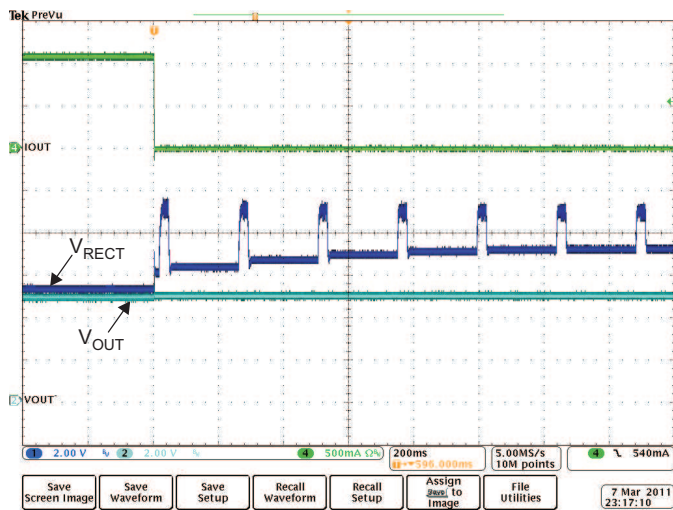 Tek PreVu
T
4 IOUT
VRECT
VOUT
2 VOUT
1 2.00 V 2 2.00 V 4 500mA Ω 200ms 5.00MS/s 4 540mA
596.000ms 10M points
Save Screen Image
Save Waveform
Save Setup
Recall Waveform
Recall Setup
Assign Save to Image
File Utilities
7 Mar 2011
23:17:10